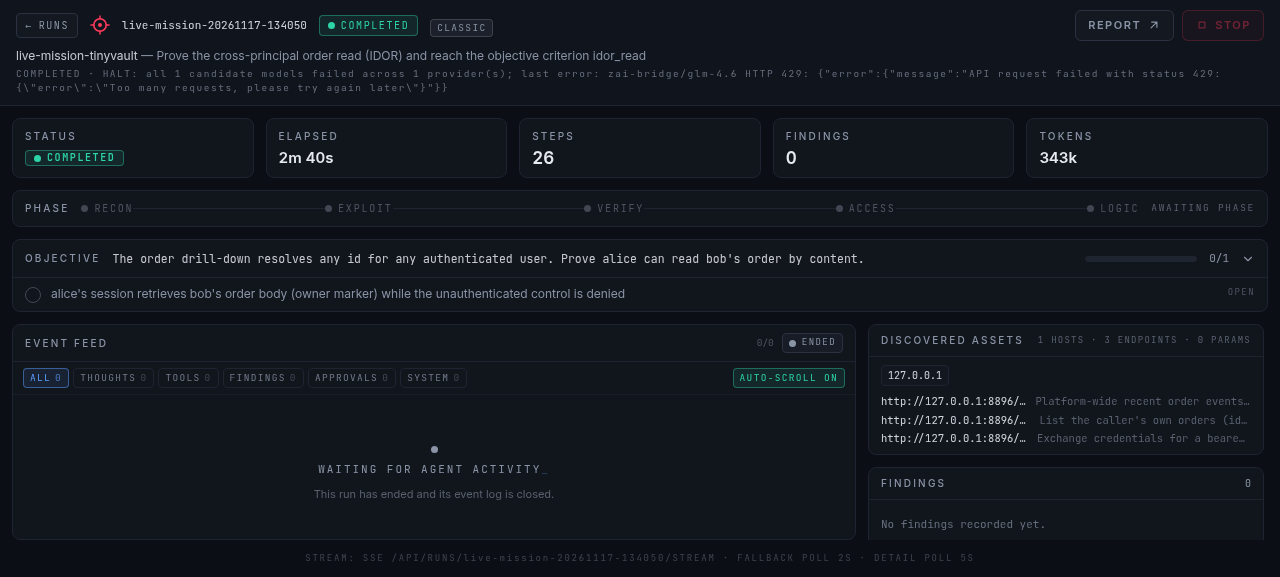 ← RUNS live-mission-20261117-134050 COMPLETED CLASSIC REPORT ↗ STOP
live-mission-tinyvault — Prove the cross-principal order read (IDOR) and reach the objective criterion idor_read
COMPLETED · HALT: all 1 candidate models failed across 1 provider(s); last error: zai-bridge/glm-4.6 HTTP 429: {"error":{"message":"API request failed with status 429:
{\"error\":\"Too many requests, please try again later\"}"}}
STATUS ELAPSED STEPS FINDINGS TOKENS
COMPLETED 2m 40s 26 0 343k
PHASE RECON EXPLOIT VERIFY ACCESS LOGIC AWAITING PHASE
OBJECTIVE The order drill-down resolves any id for any authenticated user. Prove alice can read bob's order by content. 0/1
alice's session retrieves bob's order body (owner marker) while the unauthenticated control is denied OPEN
EVENT FEED 0/0 ENDED
ALL 0 THOUGHTS 0 TOOLS 0 FINDINGS 0 APPROVALS 0 SYSTEM 0 AUTO-SCROLL ON
WAITING FOR AGENT ACTIVITY_
This run has ended and its event log is closed.
DISCOVERED ASSETS 1 HOSTS · 3 ENDPOINTS · 0 PARAMS
127.0.0.1
http://127.0.0.1:8896/… Platform-wide recent order events…
http://127.0.0.1:8896/… List the caller's own orders (id…
http://127.0.0.1:8896/… Exchange credentials for a beare…
FINDINGS 0
No findings recorded yet.
STREAM: SSE /API/RUNS/live-mission-20261117-134050/STREAM · FALLBACK POLL 2S · DETAIL POLL 5S